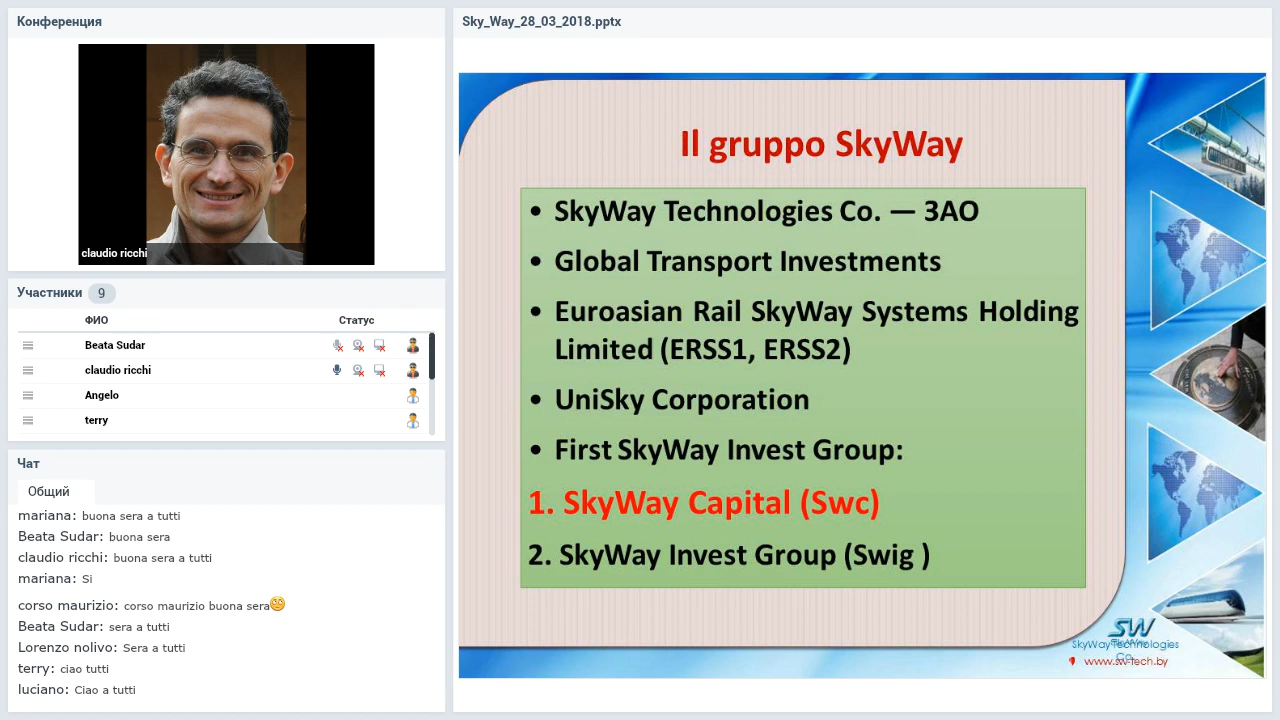 Конференция
claudio ricchi
Участники 9
ФИО Статус
Beata Sudar
claudio ricchi
Angelo
terry
Чат
Общий
mariana: buona sera a tutti
Beata Sudar: buona sera
claudio ricchi: buona sera a tutti
mariana: Si
corso maurizio: corso maurizio buona sera
Beata Sudar: sera a tutti
Lorenzo nolivo: Sera a tutti
terry: ciao tutti
luciano: Ciao a tutti
Sky_Way_28_03_2018.pptx
Il gruppo SkyWay
• SkyWay Technologies Co. — ЗАО
• Global Transport Investments
• Euroasian Rail SkyWay Systems Holding
Limited (ERSS1, ERSS2)
• UniSky Corporation
• First SkyWay Invest Group:
1. SkyWay Capital (Swc)
2. SkyWay Invest Group (Swig )
SW
SkyWay Technologies
Co.
www.sw-tech.by